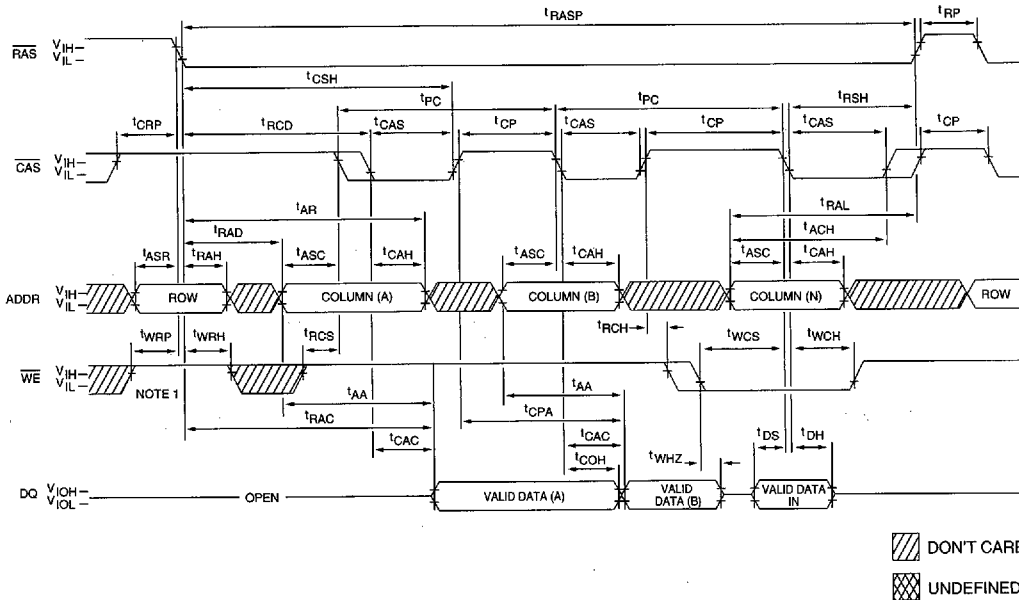 tRASP tRP
RAS VIH VIL
tCSH
tPC tPC tRSH
tCRP tRCD tCAS tCP tCAS tCP tCAS tCP
CAS VIH VIL
tAR tRAL
tRAD tACH
tASR tRAH tASC tCAH tASC tCAH tASC tCAH
ADDR VIH VIL ROW COLUMN (A) COLUMN (B) COLUMN (N) ROW
tRCH
tWRP tWRH tRCS tWCS tWCH
WE VIH VIL
NOTE 1 tAA tAA
tRAC tCPA
tCAC tCAC tDS tDH
tCOH tWHZ
DQ VIOH VIOL OPEN VALID DATA (A) VALID DATA (B) VALID DATA IN
DON'T CARE
UNDEFINED